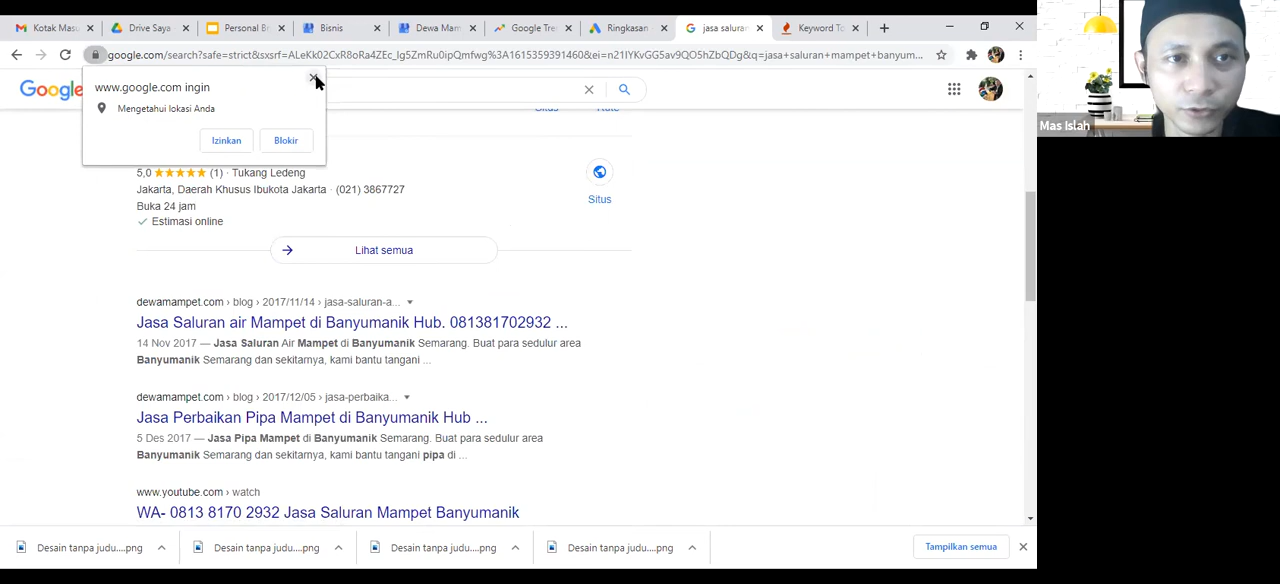 Kotak Masu
Drive Saya
Personal B
Bisnis
Dewa Mam
Google Tre
Ringkasan
jasa saluran
Keyword To
google.com/search?safe=strict&sxsrf=ALeKk02CxR8oRa4ZEc_lg5ZmRu0ipQmfwg%3A1615359391460&ei=n21IYKvGG5av9QO5hZbQDg&q=jasa+saluran+mampet+banyum...
Google
www.google.com ingin
Mengetahui lokasi Anda
Izinkan
Blokir
Situs
Rute
5,0 (1) · Tukang Ledeng
Jakarta, Daerah Khusus Ibukota Jakarta · (021) 3867727
Buka 24 jam
Estimasi online
Situs
Lihat semua
dewamampet.com › blog › 2017/11/14 › jasa-saluran-a...
Jasa Saluran air Mampet di Banyumanik Hub. 081381702932 ...
14 Nov 2017 — Jasa Saluran Air Mampet di Banyumanik Semarang. Buat para sedulur area
Banyumanik Semarang dan sekitarnya, kami bantu tangani ...
dewamampet.com › blog › 2017/12/05 › jasa-perbaika...
Jasa Perbaikan Pipa Mampet di Banyumanik Hub ...
5 Des 2017 — Jasa Pipa Mampet di Banyumanik Semarang. Buat para sedulur area
Banyumanik Semarang dan sekitarnya, kami bantu tangani pipa di ...
www.youtube.com › watch
WA- 0813 8170 2932 Jasa Saluran Mampet Banyumanik
Desain tanpa judu....png
Desain tanpa judu....png
Desain tanpa judu....png
Desain tanpa judu....png
Tampilkan semua
Mas Islah